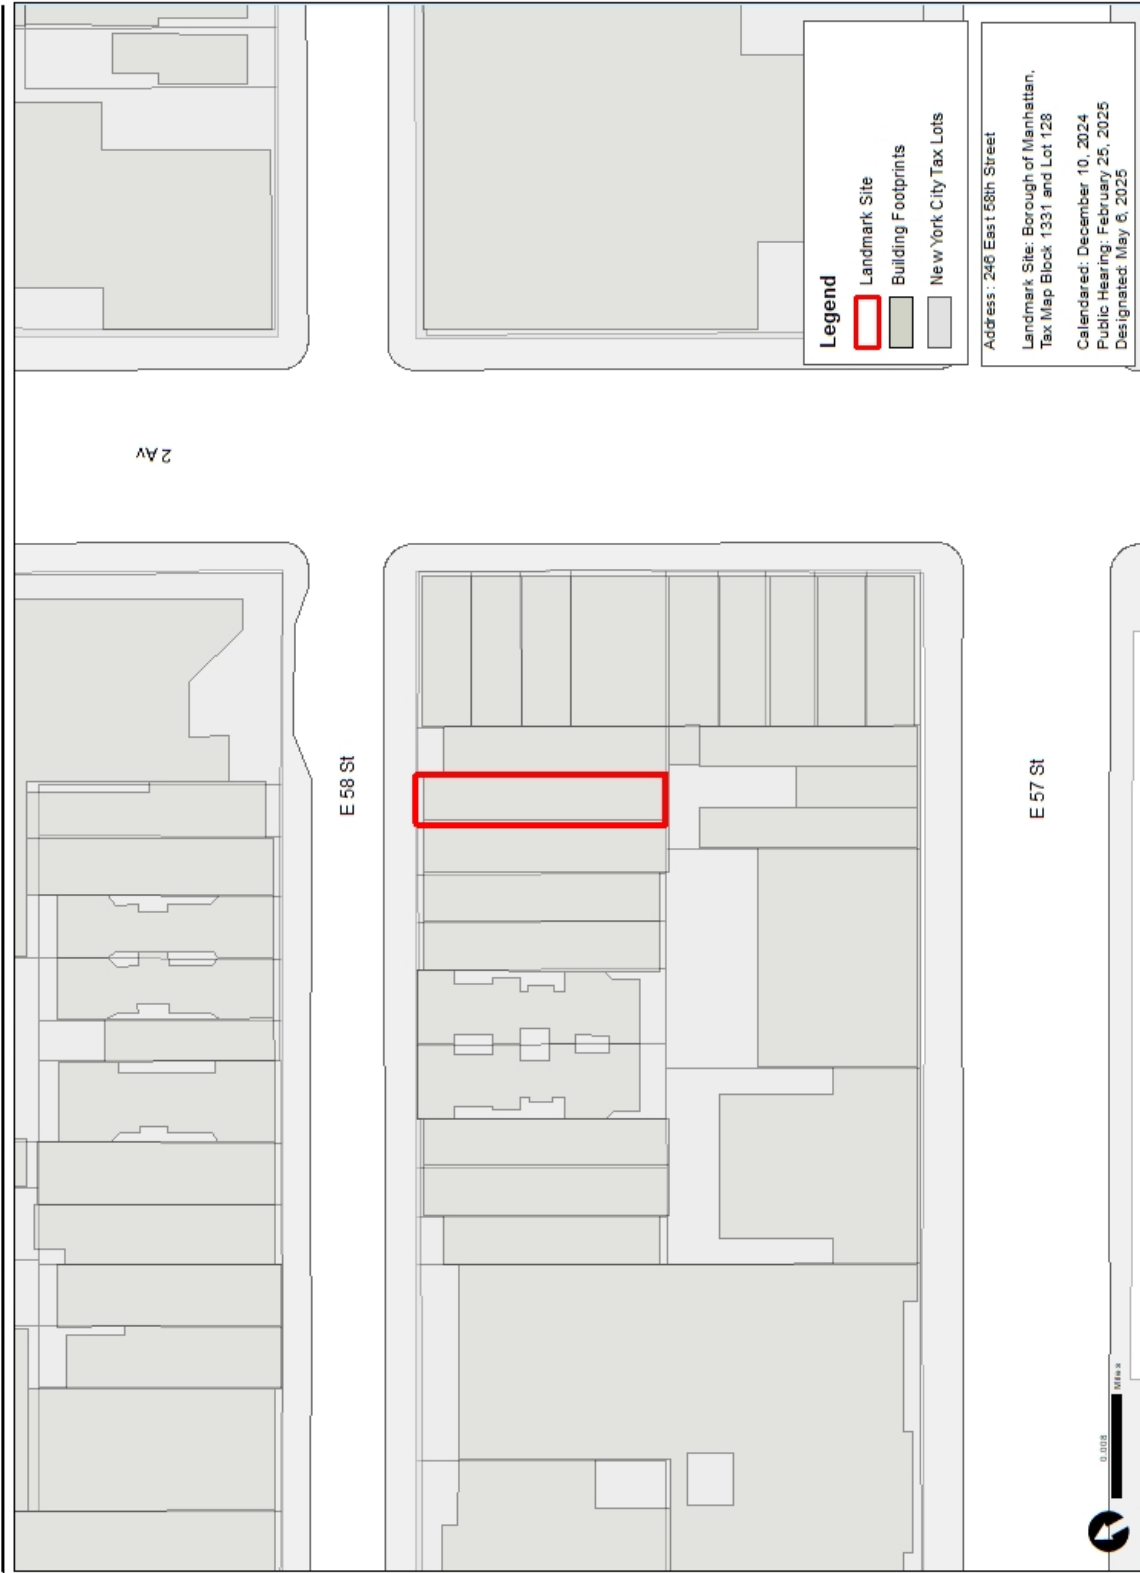 2 Av
E 58 St
E 57 St
Legend
Landmark Site
Building Footprints
New York City Tax Lots
Address: 246 East 58th Street
Landmark Site: Borough of Manhattan,
Tax Map Block 1331 and Lot 128
Calendared: December 10, 2024
Public Hearing: February 25, 2025
Designated: May 6, 2025
0.008
Miles